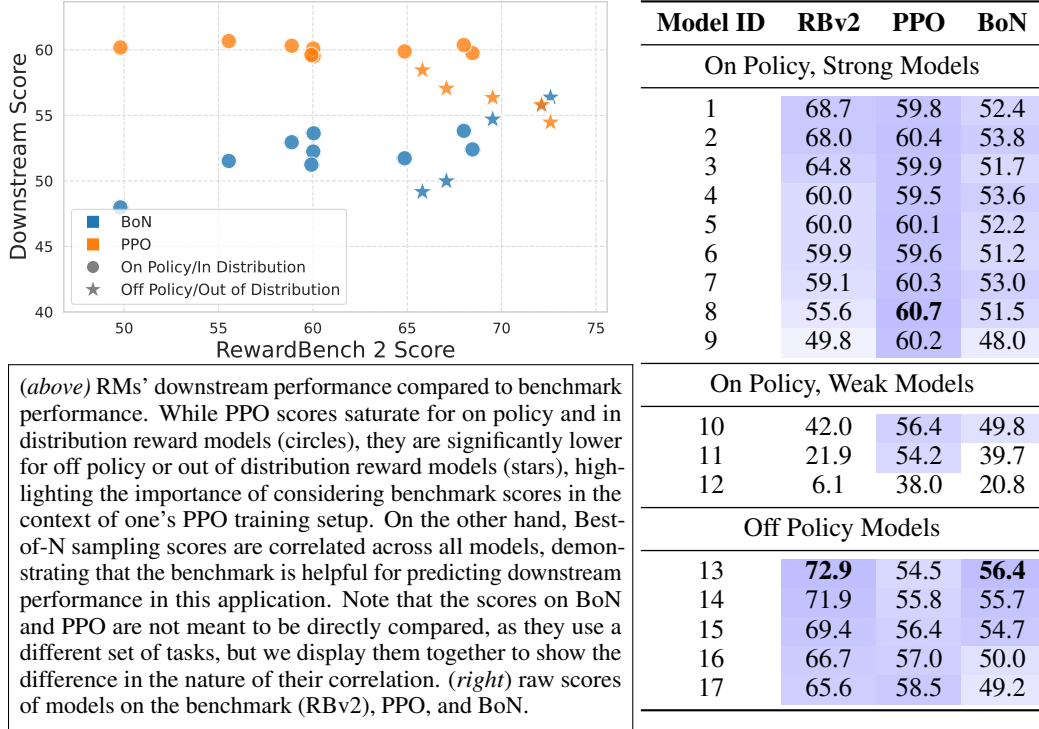 Downstream Score
60
55
50
45
40
BoN
PPO
On Policy/In Distribution
Off Policy/Out of Distribution
50 55 60 65 70 75
RewardBench 2 Score
(above) RMs' downstream performance compared to benchmark
performance. While PPO scores saturate for on policy and in
distribution reward models (circles), they are significantly lower
for off policy or out of distribution reward models (stars), high-
lighting the importance of considering benchmark scores in the
context of one's PPO training setup. On the other hand, Best-
of-N sampling scores are correlated across all models, demon-
strating that the benchmark is helpful for predicting downstream
performance in this application. Note that the scores on BoN
and PPO are not meant to be directly compared, as they use a
different set of tasks, but we display them together to show the
difference in the nature of their correlation. (right) raw scores
of models on the benchmark (RBv2), PPO, and BoN.
Model ID RBv2 PPO BoN
On Policy, Strong Models
1 68.7 59.8 52.4
2 68.0 60.4 53.8
3 64.8 59.9 51.7
4 60.0 59.5 53.6
5 60.0 60.1 52.2
6 59.9 59.6 51.2
7 59.1 60.3 53.0
8 55.6 60.7 51.5
9 49.8 60.2 48.0
On Policy, Weak Models
10 42.0 56.4 49.8
11 21.9 54.2 39.7
12 6.1 38.0 20.8
Off Policy Models
13 72.9 54.5 56.4
14 71.9 55.8 55.7
15 69.4 56.4 54.7
16 66.7 57.0 50.0
17 65.6 58.5 49.2